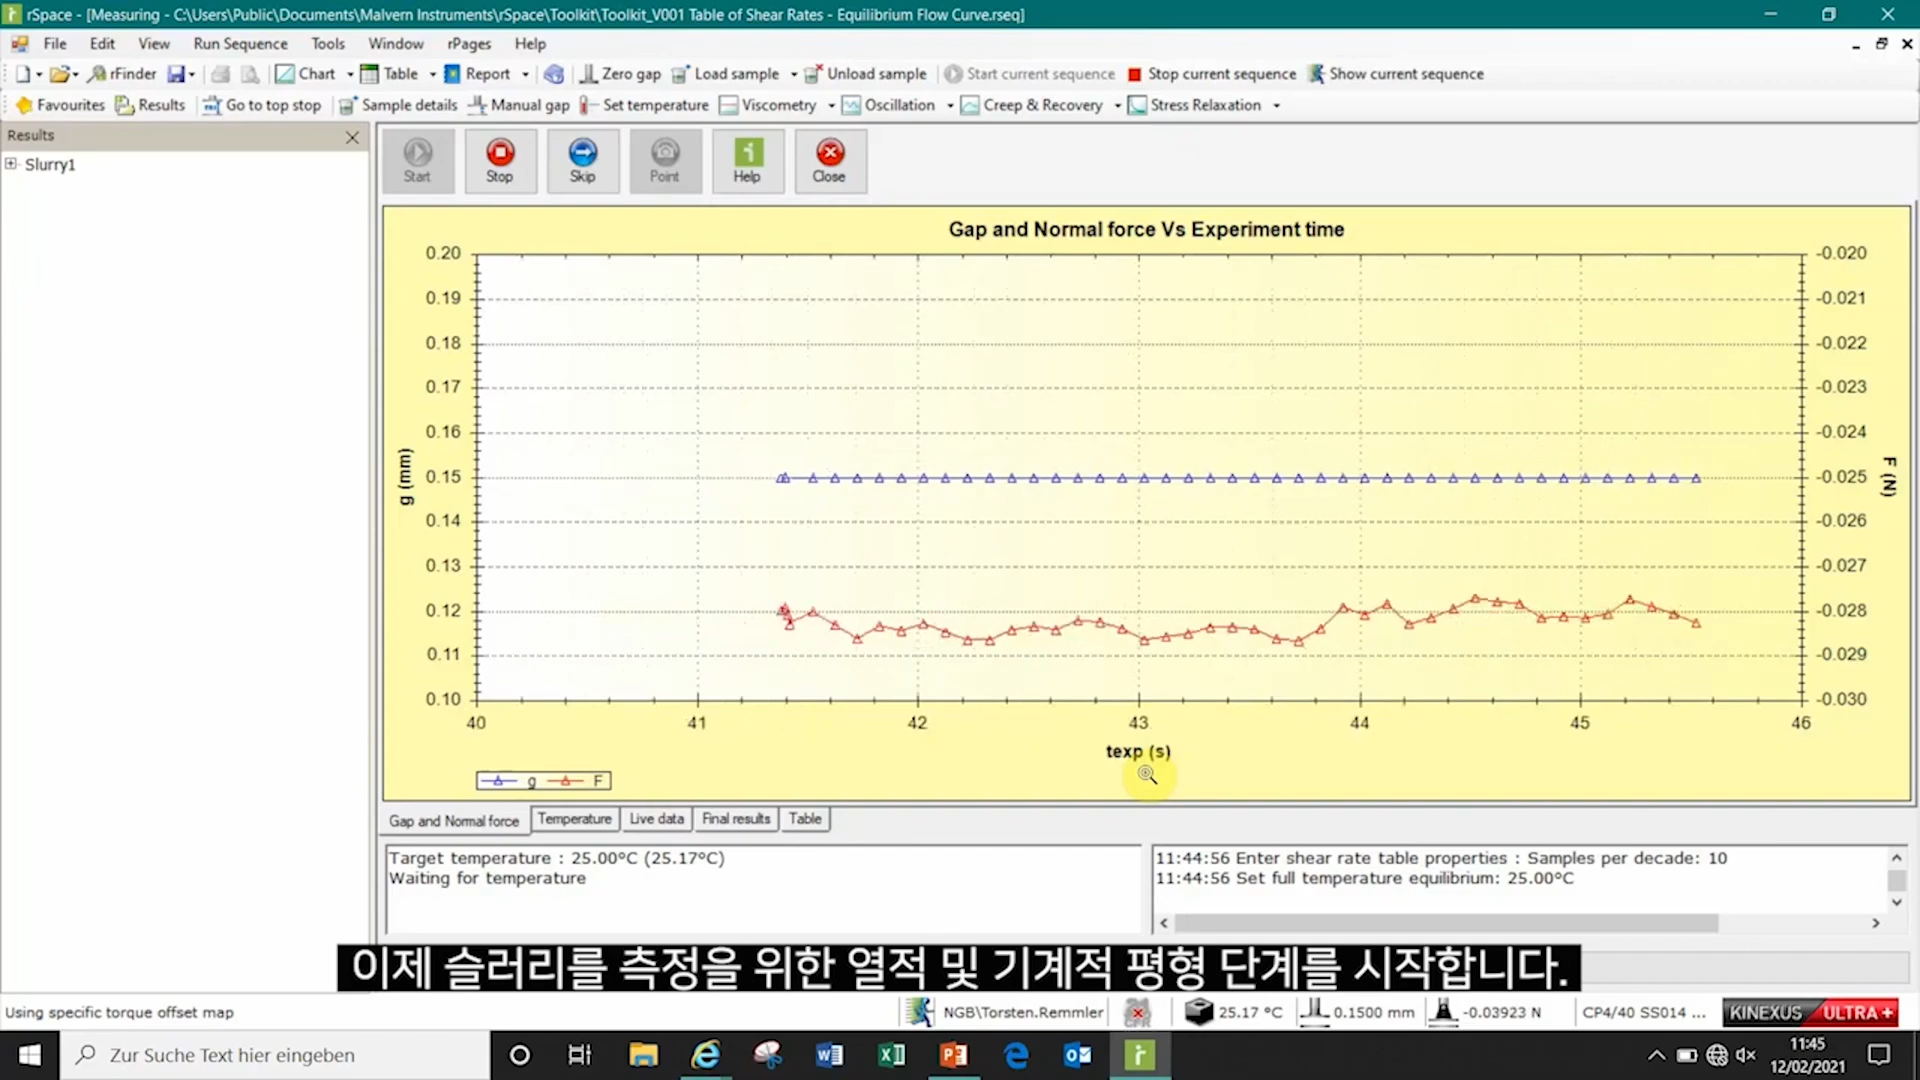 rSpace - [Measuring - C:\Users\Public\Documents\Malvern Instruments\rSpace\Toolkit\Toolkit_V001 Table of Shear Rates - Equilibrium Flow Curve.rseq]
File Edit View Run Sequence Tools Window rPages Help
rFinder Chart Table Report Zero gap Load sample Unload sample Start current sequence Stop current sequence Show current sequence
Favourites Results Go to top stop Sample details Manual gap Set temperature Viscometry Oscillation Creep & Recovery Stress Relaxation
Results
Slurry1
Start Stop Skip Point Help Close
Gap and Normal force Vs Experiment time
0.20 -0.020
0.19 -0.021
0.18 -0.022
0.17 -0.023
0.16 -0.024
0.15 -0.025
0.14 -0.026
0.13 -0.027
0.12 -0.028
0.11 -0.029
0.10 -0.030
g (mm)
F (N)
40 41 42 43 44 45 46
texp (s)
g F
Gap and Normal force Temperature Live data Final results Table
Target temperature : 25.00°C (25.17°C)
Waiting for temperature
11:44:56 Enter shear rate table properties : Samples per decade: 10
11:44:56 Set full temperature equilibrium: 25.00°C
이제 슬러리를 측정을 위한 열적 및 기계적 평형 단계를 시작합니다.
Using specific torque offset map NGB\Torsten.Remmler 25.17 °C 0.1500 mm -0.03923 N CP4/40 SS014 ... KINEXUS ULTRA+
Zur Suche Text hier eingeben
11:45
12/02/2021